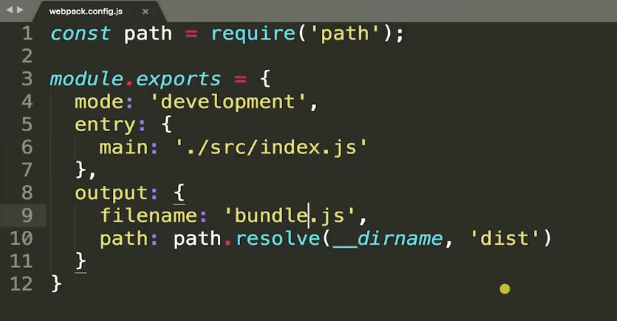 webpack.config.js ×
1 const path = require('path');
2
3 module.exports = {
4   mode: 'development',
5   entry: {
6     main: './src/index.js'
7   },
8   output: {
9     filename: 'bundle.js',
10     path: path.resolve(__dirname, 'dist')
11   }
12 }